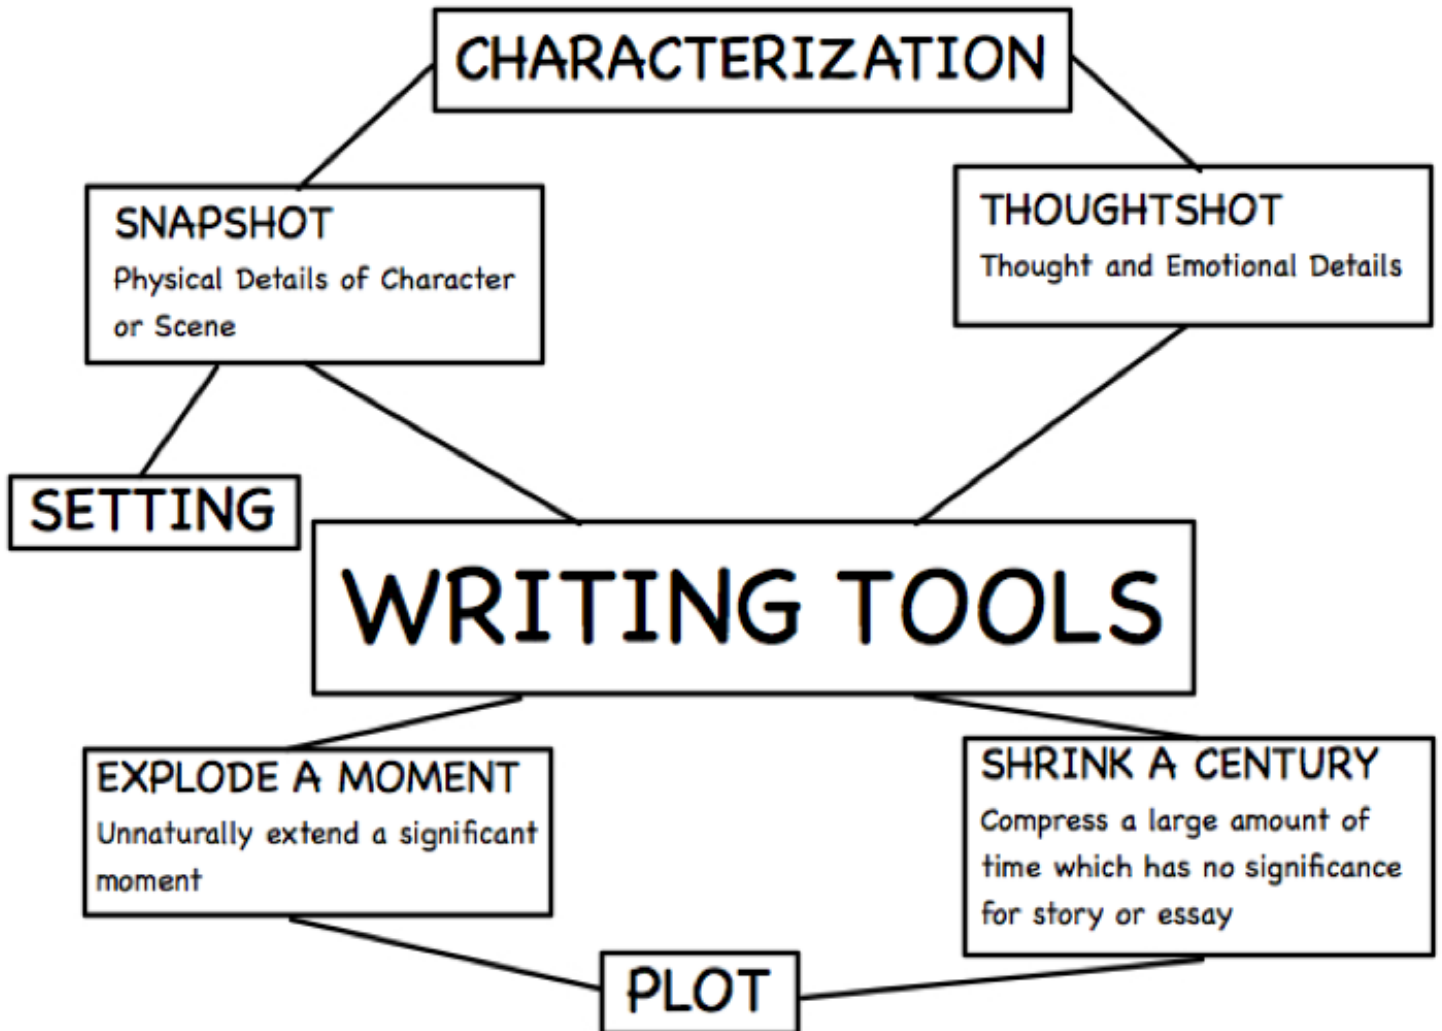 CHARACTERIZATION
SNAPSHOT
Physical Details of Character
or Scene
THOUGHTSHOT
Thought and Emotional Details
SETTING
WRITING TOOLS
EXPLODE A MOMENT
Unnaturally extend a significant
moment
SHRINK A CENTURY
Compress a large amount of
time which has no significance
for story or essay
PLOT